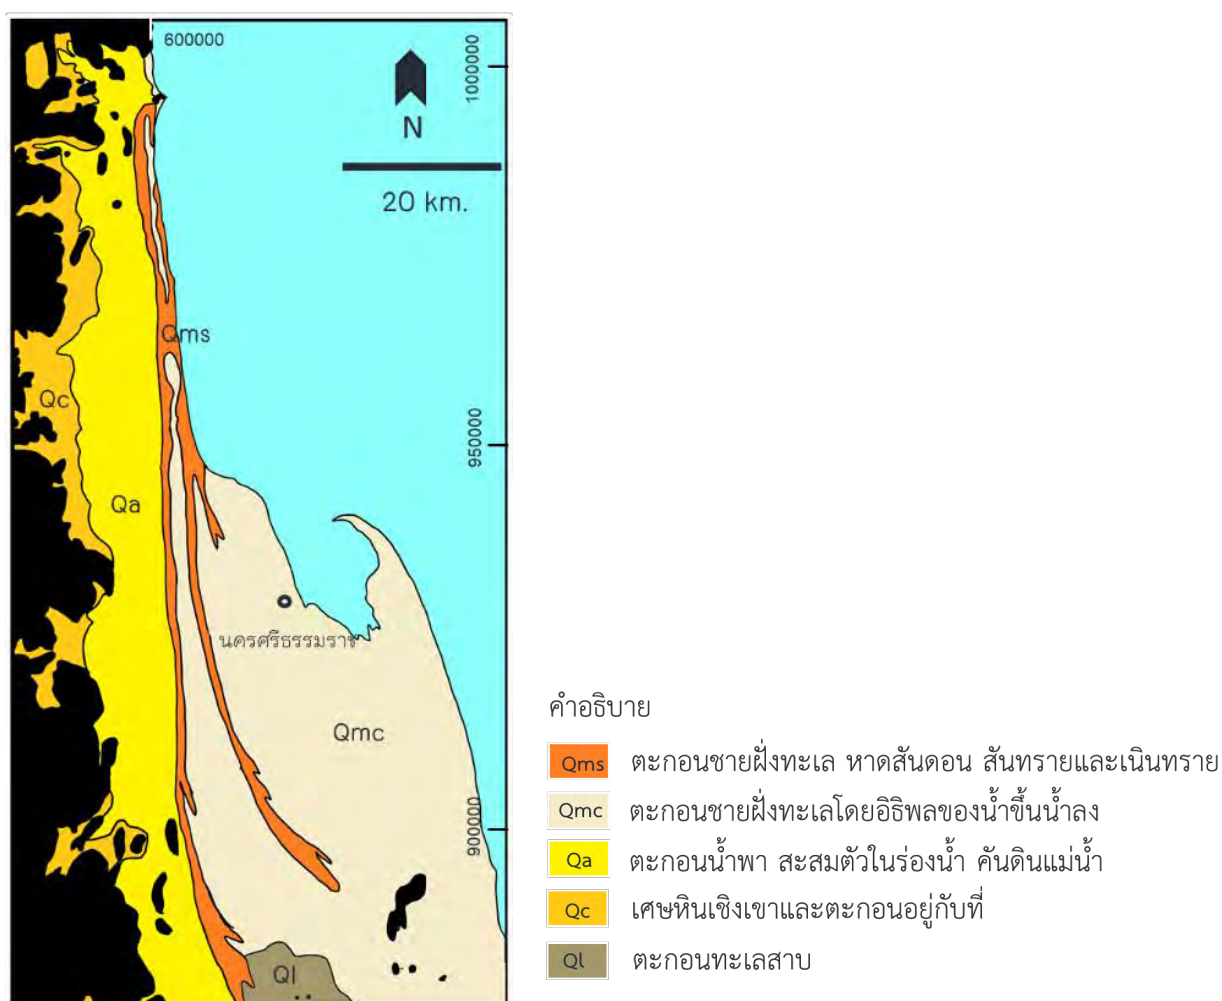 600000
1000000
N
20 km.
Qms
Qc
950000
Qa
นครศรีธรรมราช
Qmc
900000
Ql
คำอธิบาย
Qms ตะกอนชายฝั่งทะเล หาดสันดอน สันทรายและเนินทราย
Qmc ตะกอนชายฝั่งทะเลโดยอิธิพลของน้ำขึ้นน้ำลง
Qa ตะกอนน้ำพา สะสมตัวในร่องน้ำ คันดินแม่น้ำ
Qc เศษหินเชิงเขาและตะกอนอยู่กับที่
Ql ตะกอนทะเลสาบ